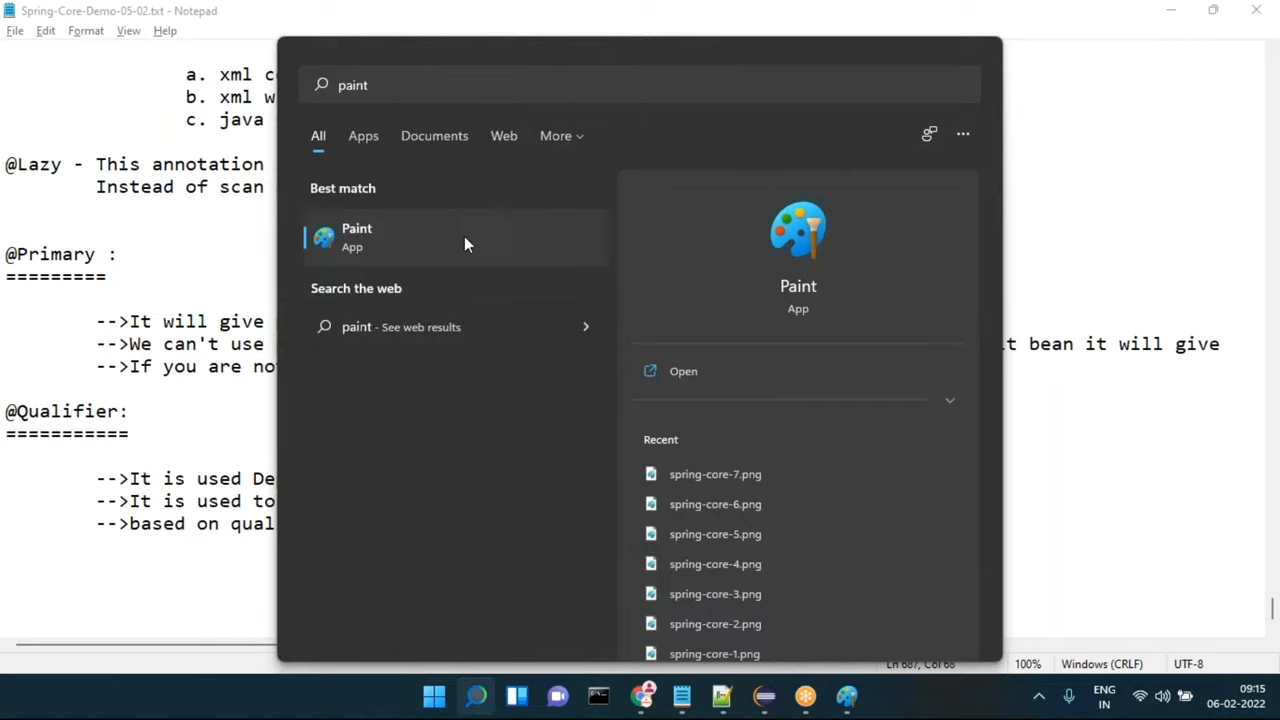 Spring-Core-Demo-05-02.txt - Notepad
File Edit Format View Help
a. xml c
b. xml w
c. java
@Lazy - This annotation
Instead of scan
@Primary :
=========
-->It will give
-->We can't use
t bean it will give
-->If you are no
@Qualifier:
===========
-->It is used De
-->It is used to
-->based on qual
paint
All Apps Documents Web More
Best match
Paint
App
Search the web
paint - See web results
Paint
App
Open
Recent
spring-core-7.png
spring-core-6.png
spring-core-5.png
spring-core-4.png
spring-core-3.png
spring-core-2.png
spring-core-1.png
Ln 687, Col 68 100% Windows (CRLF) UTF-8
ENG
IN
09:15
06-02-2022